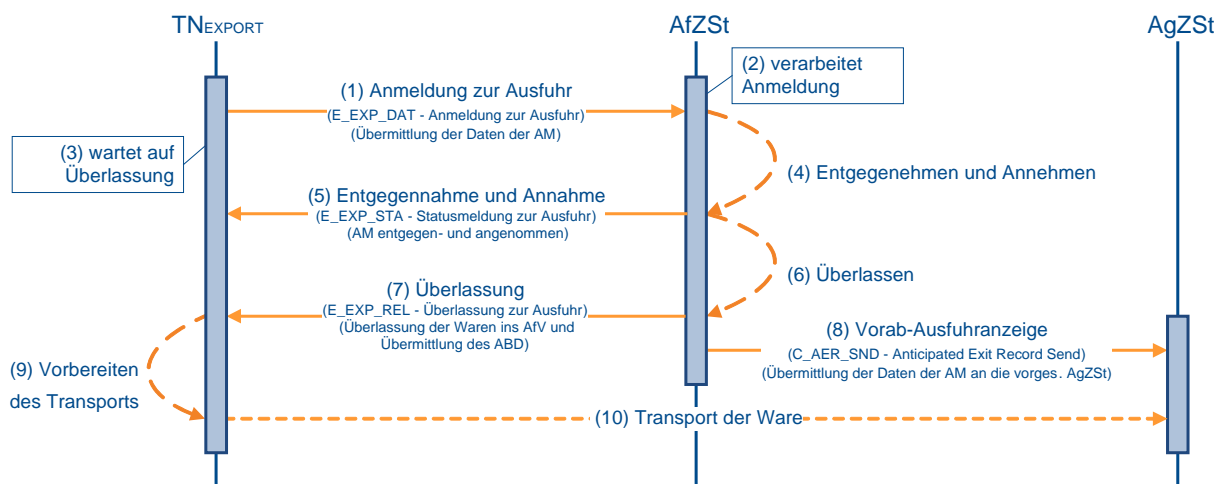 TNEXPORT
AfZSt
AgZSt
(1) Anmeldung zur Ausfuhr
(E_EXP_DAT - Anmeldung zur Ausfuhr)
(Übermittlung der Daten der AM)
(2) verarbeitet
Anmeldung
(3) wartet auf
Überlassung
(4) Entgegenehmen und Annehmen
(5) Entgegennahme und Annahme
(E_EXP_STA - Statusmeldung zur Ausfuhr)
(AM entgegen- und angenommen)
(6) Überlassen
(7) Überlassung
(E_EXP_REL - Überlassung zur Ausfuhr)
(Überlassung der Waren ins AfV und
Übermittlung des ABD)
(8) Vorab-Ausfuhranzeige
(C_AER_SND - Anticipated Exit Record Send)
(Übermittlung der Daten der AM an die vorges. AgZSt)
(9) Vorbereiten
des Transports
(10) Transport der Ware